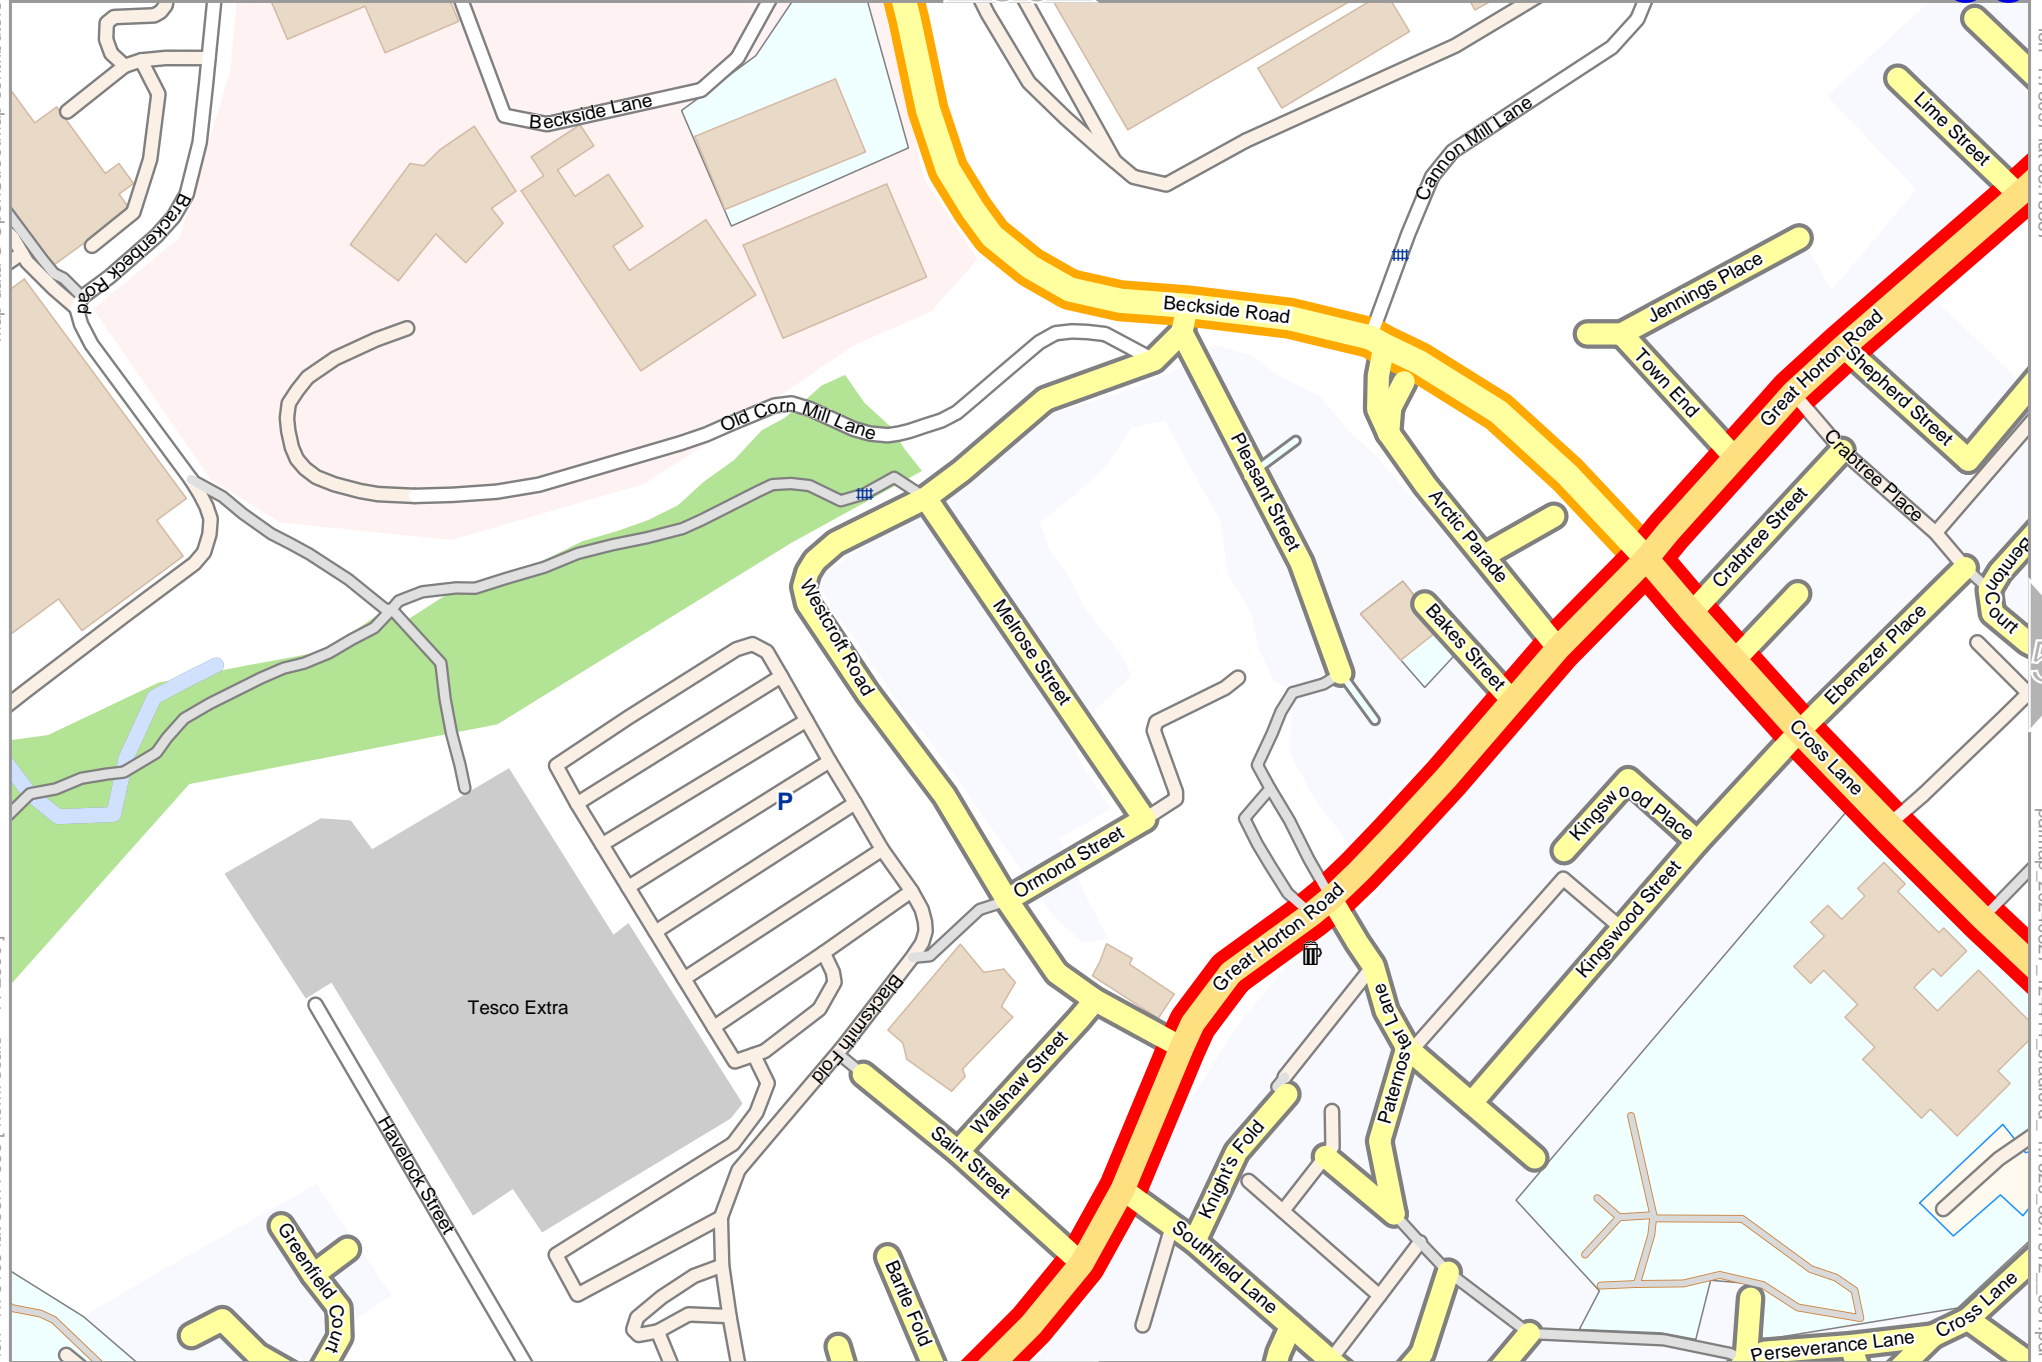 Beckside Lane
Lime Street
Cannon Mill Lane
Brackenbeck Road
Jennings Place
Beckside Road
Great Horton Road
Town End
Shepherd Street
Old Corn Mill Lane
Pleasant Street
Crabtree Place
Arctic Parade
Crabtree Street
Benton Court
Westcroft Road
Melrose Street
Bakes Street
Ebenezer Place
Cross Lane
P
Kingswood Place
Ormond Street
Kingswood Street
Great Horton Road
Tesco Extra
Blacksmith Fold
Paternoster Lane
Walshaw Street
Saint Street
Knight's Fold
Havelock Street
Southfield Lane
Greenfield Court
Bartle Fold
Cross Lane
Perseverance Lane